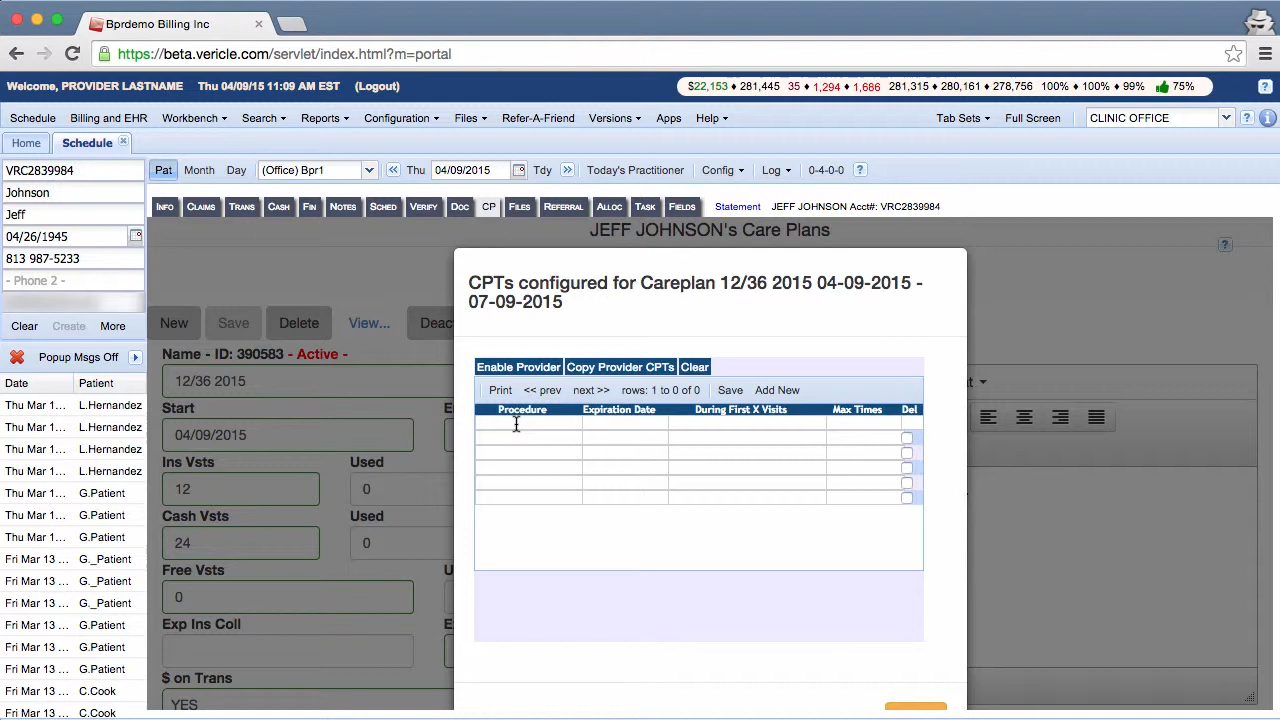 Bprdemo Billing Inc
https://beta.vericle.com/servlet/index.html?m=portal
Welcome, PROVIDER LASTNAME Thu 04/09/15 11:09 AM EST (Logout) $22,153 ♦ 281,445 35 ♦ 1,294 ♦ 1,686 281,315 ♦ 280,161 ♦ 278,756 100% ♦ 100% ♦ 99% 75% ?
Schedule Billing and EHR Workbench Search Reports Configuration Files Refer-A-Friend Versions Apps Help Tab Sets Full Screen CLINIC OFFICE ? i
Home Schedule
VRC2839984 Pat Month Day (Office) Bpr1 Thu 04/09/2015 Tdy Today's Practitioner Config Log 0-4-0-0 ?
Johnson
Jeff INFO CLAIMS TRANS CASH FIN NOTES SCHED VERIFY DOC CP FILES REFERRAL ALLOC TASK FIELDS Statement JEFF JOHNSON Acct#: VRC2839984
04/26/1945 JEFF JOHNSON's Care Plans ?
813 987-5233
- Phone 2 -
Clear Create More
Popup Msgs Off
Date Patient
Thu Mar 1... L.Hernandez
Thu Mar 1... L.Hernandez
Thu Mar 1... L.Hernandez
Thu Mar 1... L.Hernandez
Thu Mar 1... G.Patient
Thu Mar 1... G.Patient
Thu Mar 1... G.Patient
Fri Mar 13 ... G._Patient
Fri Mar 13 ... G._Patient
Fri Mar 13 ... G._Patient
Fri Mar 13 ... G.Patient
Fri Mar 13 ... G.Patient
Fri Mar 13 ... G.Patient
Fri Mar 13 ... C.Cook
Fri Mar 13 ... C.Cook
New Save Delete View... Deac
Name - ID: 390583 - Active -
12/36 2015
Start
04/09/2015
Ins Vsts Used
12 0
Cash Vsts Used
24 0
Free Vsts U
0
Exp Ins Coll E
$ on Trans
YES
CPTs configured for Careplan 12/36 2015 04-09-2015 -
07-09-2015
Enable Provider Copy Provider CPTs Clear
Print << prev next >> rows: 1 to 0 of 0 Save Add New
Procedure Expiration Date During First X Visits Max Times Del